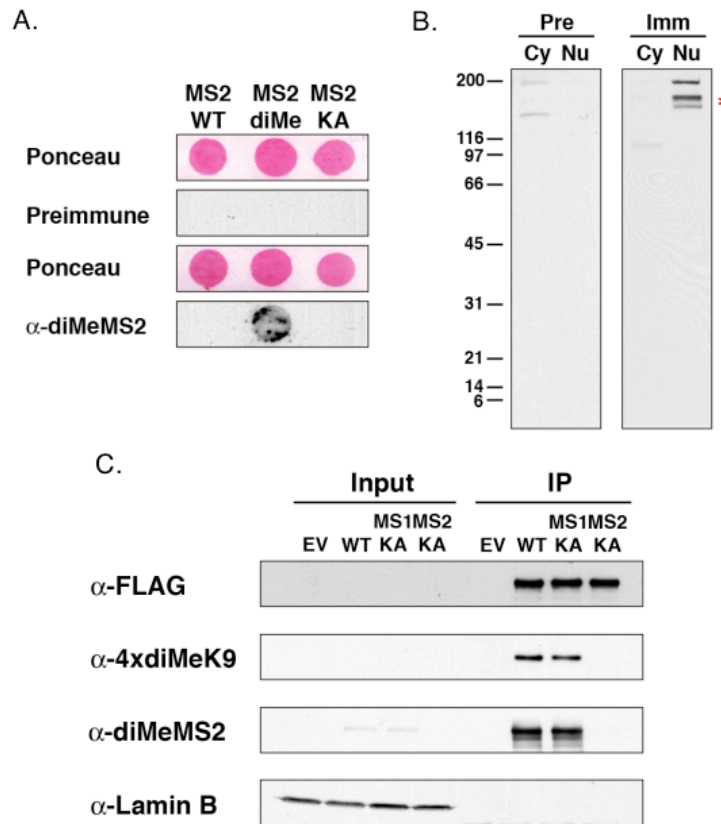 A.
MS2 MS2 MS2
WT diMe KA
Ponceau
Preimmune
Ponceau
α-diMeMS2
B.
Pre Imm
Cy Nu Cy Nu
200
116
97
66
45
31
21
14
6
*
C.
Input IP
MS1MS2 MS1MS2
EV WT KA KA EV WT KA KA
α-FLAG
α-4xdiMeK9
α-diMeMS2
α-Lamin B